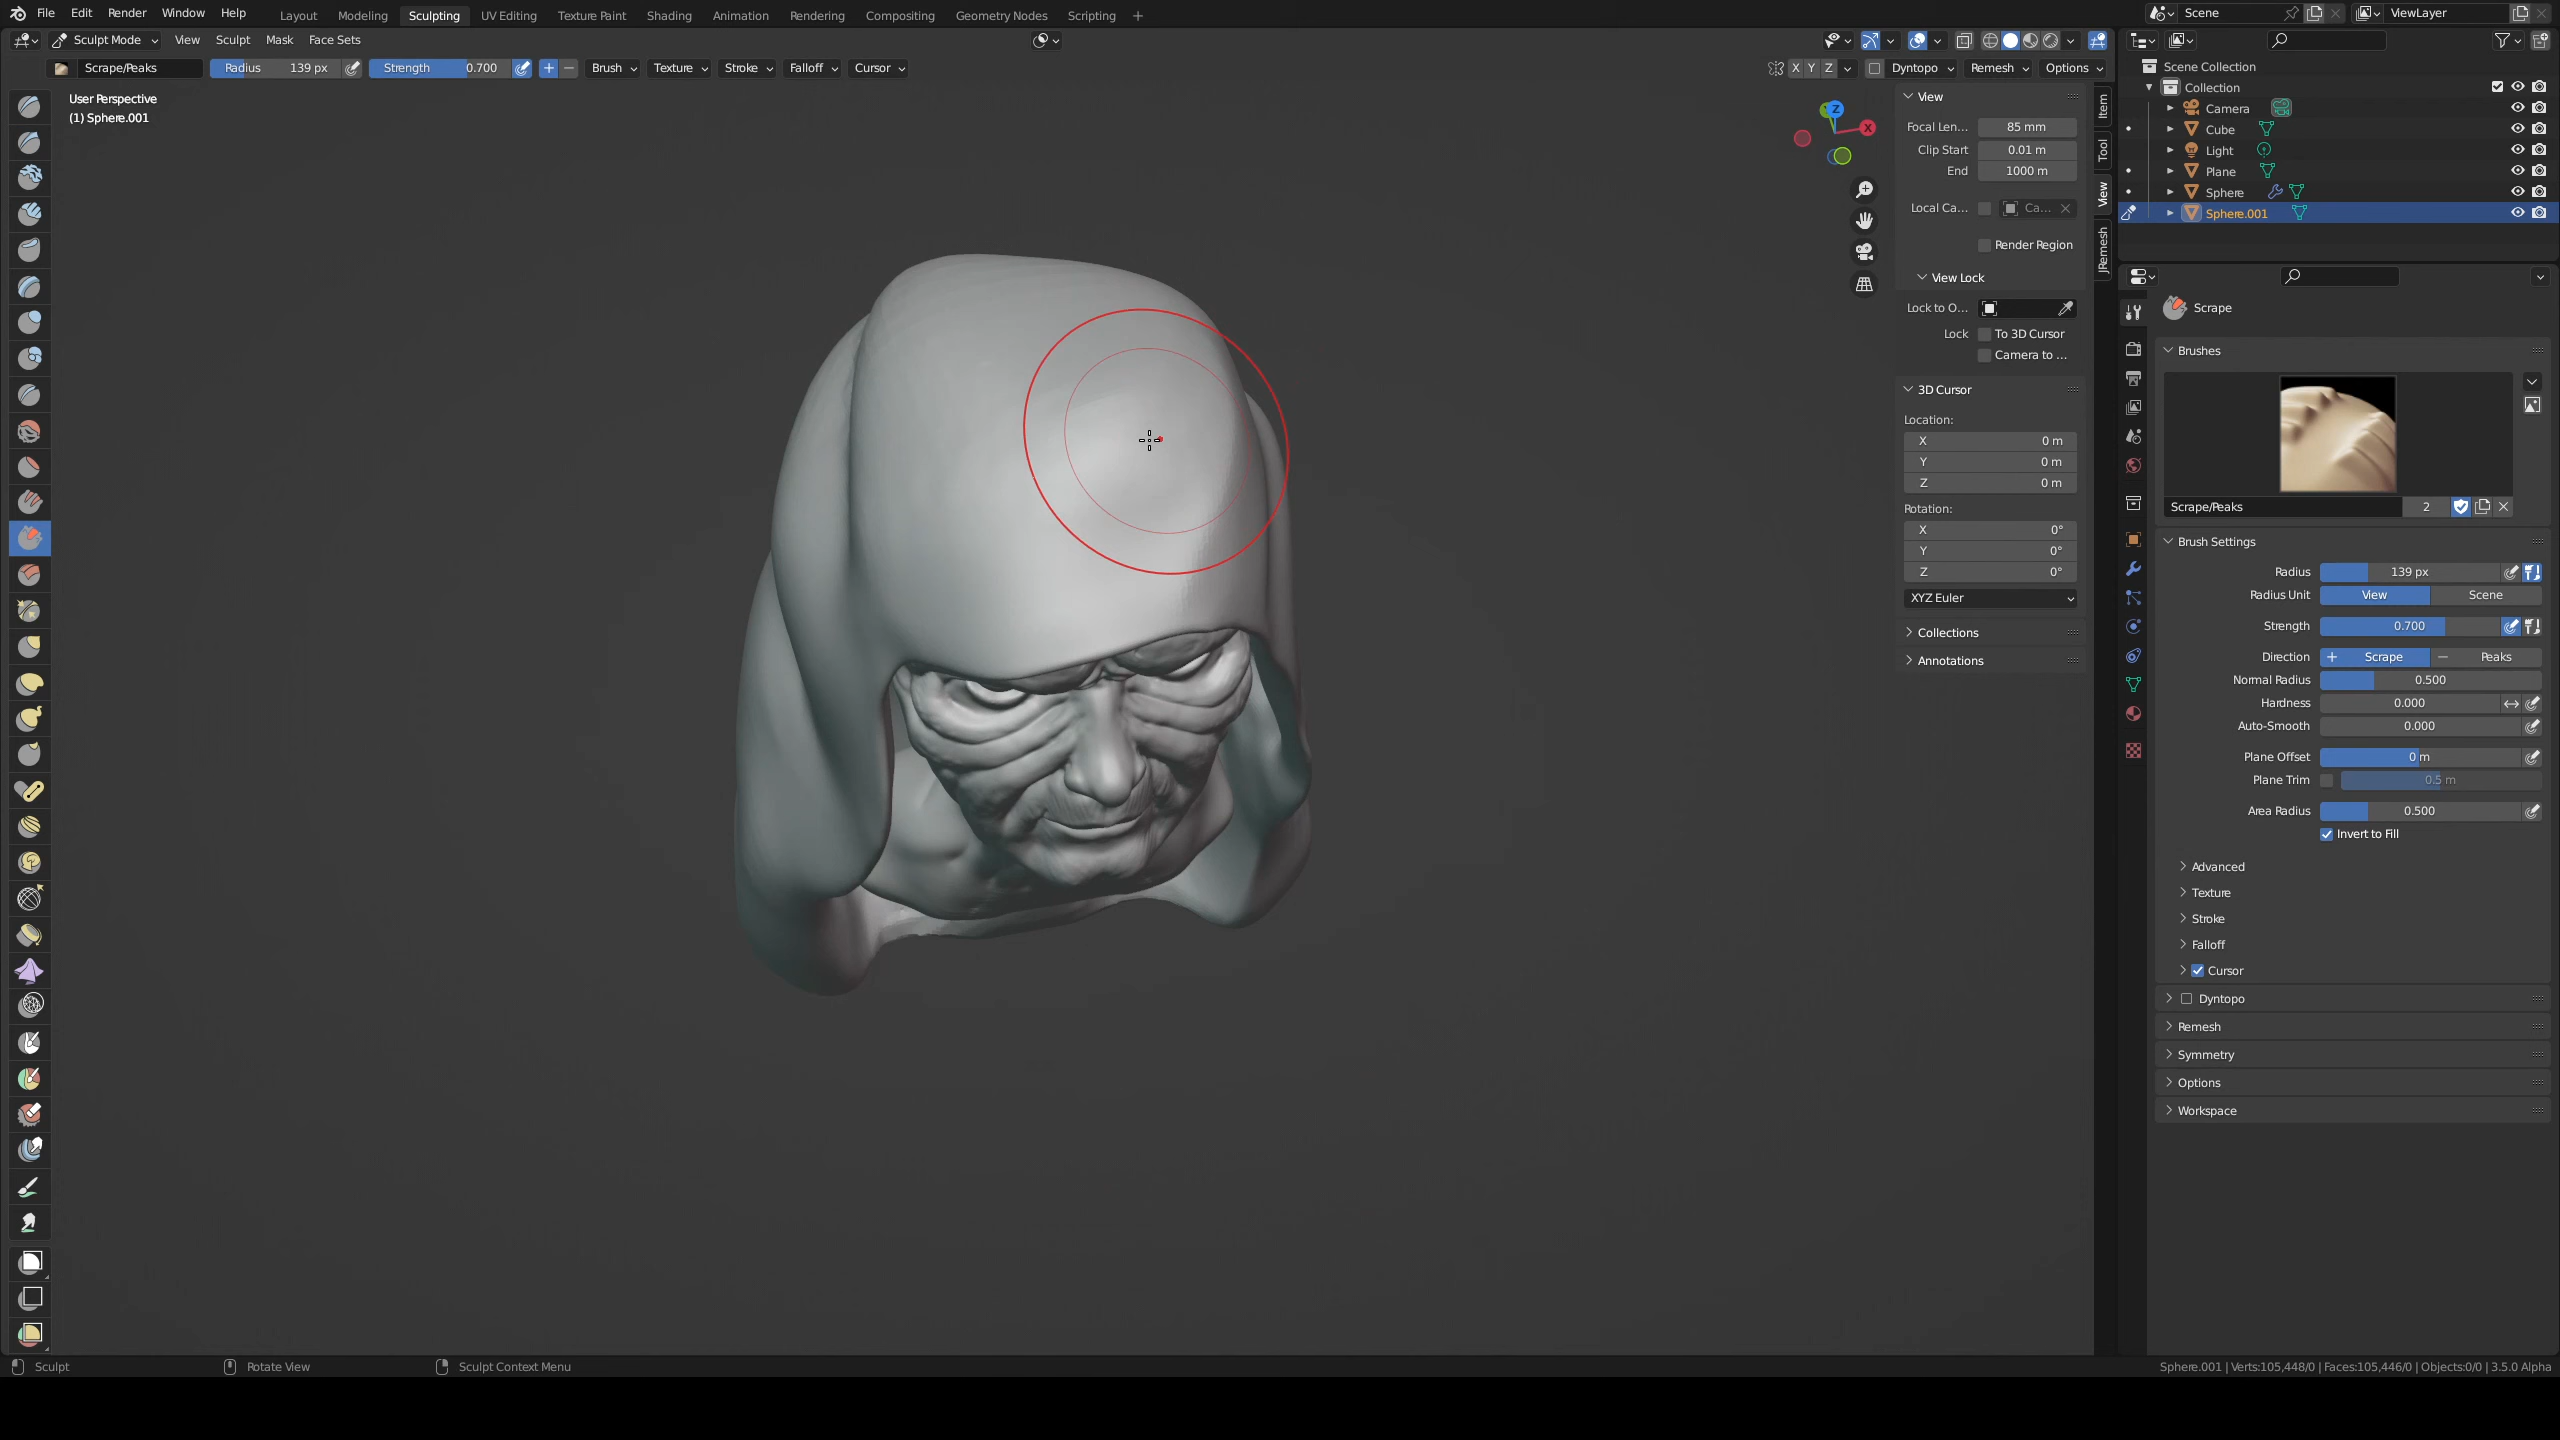 File Edit Render Window Help Layout Modeling Sculpting UV Editing Texture Paint Shading Animation Rendering Compositing Geometry Nodes Scripting + Scene ViewLayer
Sculpt Mode View Sculpt Mask Face Sets
Scrape/Peaks Radius 139 px Strength 0.700 + − Brush Texture Stroke Falloff Cursor X Y Z Dyntopo Remesh Options
User Perspective
(1) Sphere.001
Z
X
View
Focal Len... 85 mm
Clip Start 0.01 m
End 1000 m
Local Ca... Ca...
Render Region
View Lock
Lock to O...
Lock To 3D Cursor
Camera to ...
3D Cursor
Location:
X 0 m
Y 0 m
Z 0 m
Rotation:
X 0°
Y 0°
Z 0°
XYZ Euler
Collections
Annotations
Item
Tool
View
JRemesh
Scene Collection
Collection
Camera
Cube
Light
Plane
Sphere
Sphere.001
Scrape
Brushes
Scrape/Peaks 2
Brush Settings
Radius 139 px
Radius Unit View Scene
Strength 0.700
Direction + Scrape − Peaks
Normal Radius 0.500
Hardness 0.000
Auto-Smooth 0.000
Plane Offset 0 m
Plane Trim 0.5 m
Area Radius 0.500
Invert to Fill
Advanced
Texture
Stroke
Falloff
Cursor
Dyntopo
Remesh
Symmetry
Options
Workspace
Sculpt Rotate View Sculpt Context Menu Sphere.001 | Verts:105,448/0 | Faces:105,446/0 | Objects:0/0 | 3.5.0 Alpha